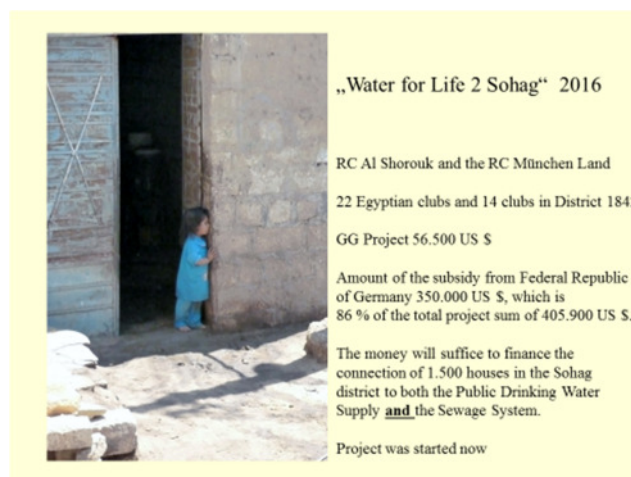 „Water for Life 2 Sohag“ 2016
RC Al Shorouk and the RC München Land
22 Egyptian clubs and 14 clubs in District 184
GG Project 56.500 US $
Amount of the subsidy from Federal Republic
of Germany 350.000 US $, which is
86 % of the total project sum of 405.900 US $.
The money will suffice to finance the
connection of 1.500 houses in the Sohag
district to both the Public Drinking Water
Supply and the Sewage System.
Project was started now